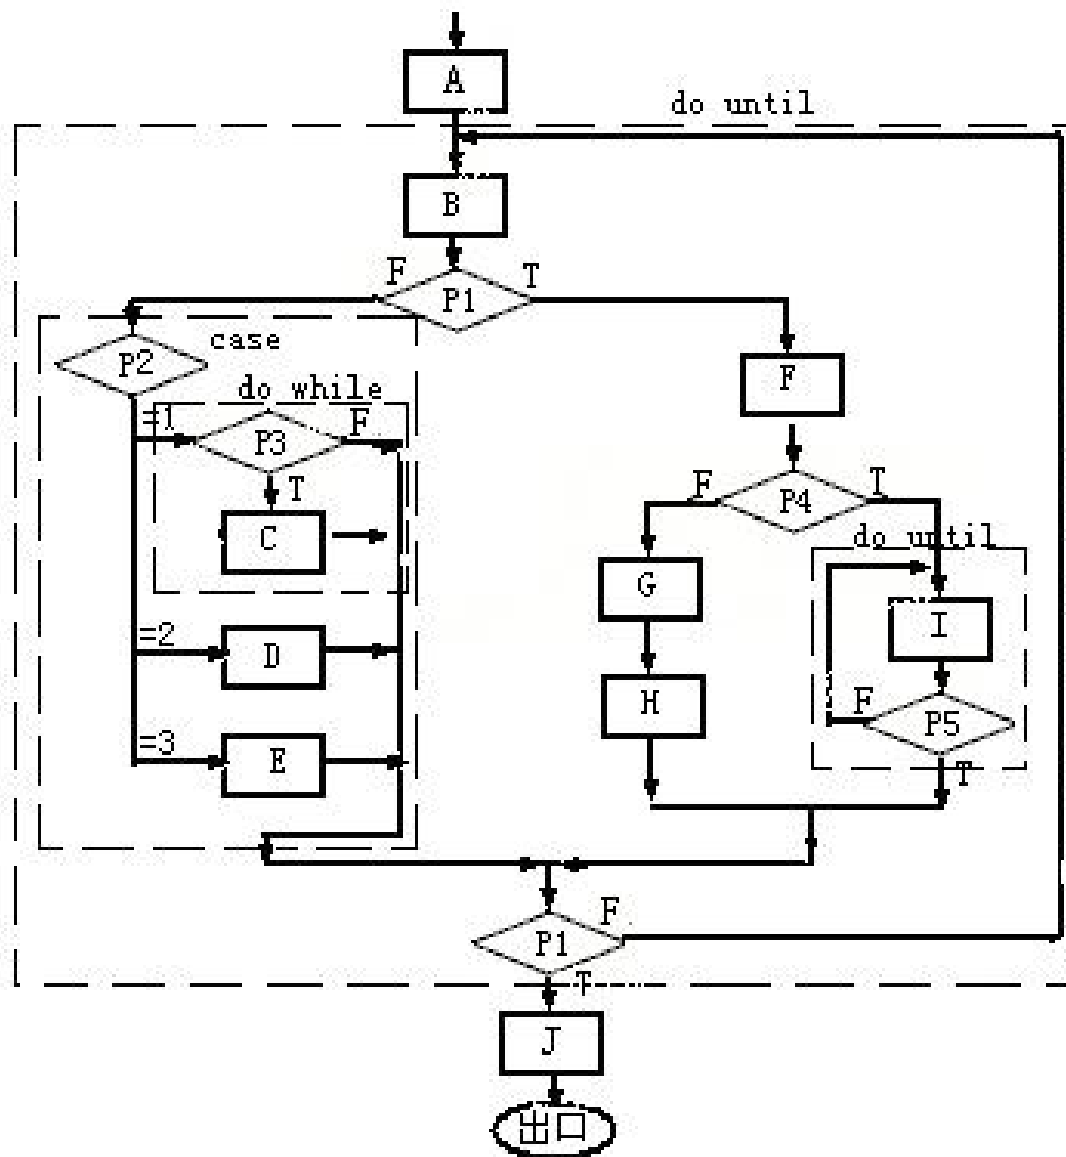 A
do until
B
F
T
P1
P2
case
F
do while
=1
P3
F
T
C
F
P4
T
do until
G
I
=2
D
H
F
P5
=3
E
T
F
P1
T
J
出口